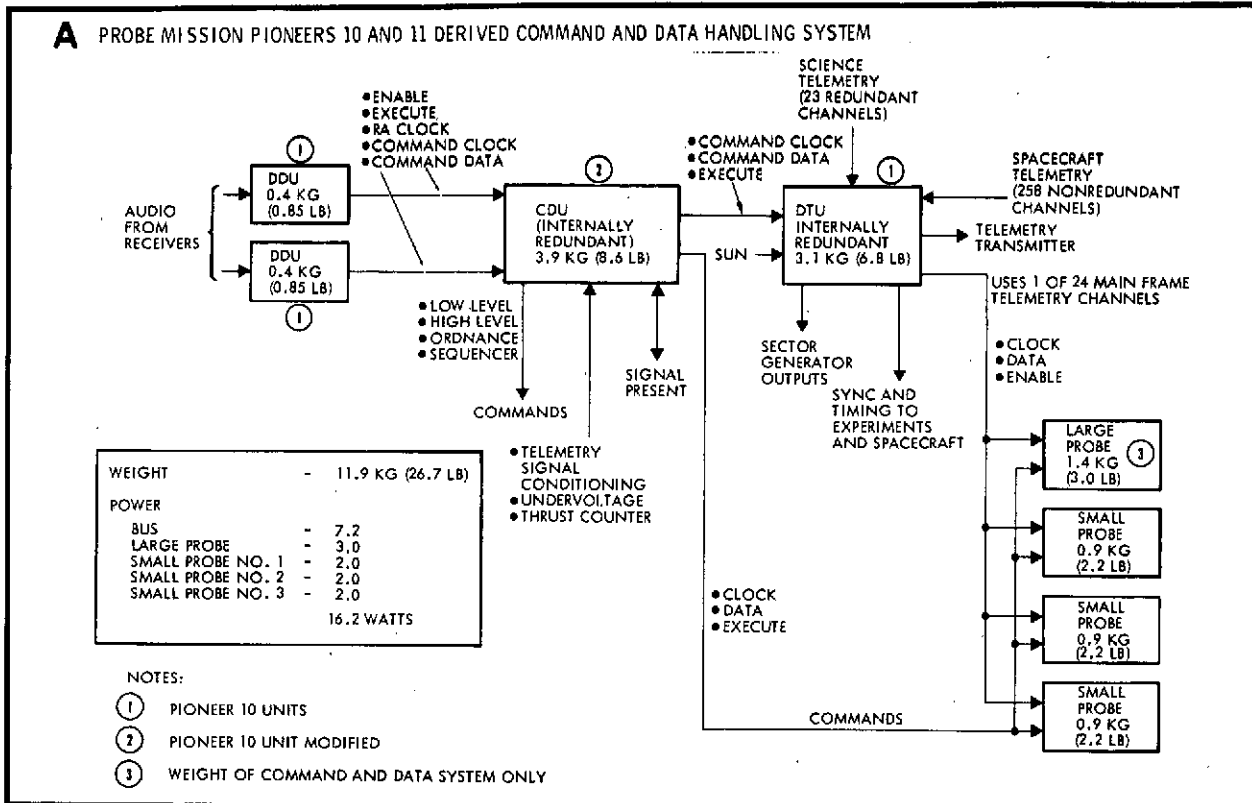 A PROBE MISSION PIONEERS 10 AND 11 DERIVED COMMAND AND DATA HANDLING SYSTEM
●ENABLE
●EXECUTE
●RA CLOCK
●COMMAND CLOCK
●COMMAND DATA
SCIENCE
TELEMETRY
(23 REDUNDANT
CHANNELS)
●COMMAND CLOCK
●COMMAND DATA
●EXECUTE
SPACECRAFT
TELEMETRY
(258 NONREDUNDANT
CHANNELS)
AUDIO
FROM
RECEIVERS
1
DDU
0.4 KG
(0.85 LB)
DDU
0.4 KG
(0.85 LB)
1
2
CDU
(INTERNALLY
REDUNDANT)
3.9 KG (8.6 LB)
SUN
1
DTU
INTERNALLY
REDUNDANT
3.1 KG (6.8 LB)
TELEMETRY
TRANSMITTER
USES 1 OF 24 MAIN FRAME
TELEMETRY CHANNELS
●LOW LEVEL
●HIGH LEVEL
●ORDNANCE
●SEQUENCER
COMMANDS
SIGNAL
PRESENT
SECTOR
GENERATOR
OUTPUTS
SYNC AND
TIMING TO
EXPERIMENTS
AND SPACECRAFT
●CLOCK
●DATA
●ENABLE
●TELEMETRY
SIGNAL
CONDITIONING
●UNDERVOLTAGE
●THRUST COUNTER
LARGE
PROBE
1.4 KG
(3.0 LB)
3
SMALL
PROBE
0.9 KG
(2.2 LB)
SMALL
PROBE
0.9 KG
(2.2 LB)
SMALL
PROBE
0.9 KG
(2.2 LB)
●CLOCK
●DATA
●EXECUTE
COMMANDS
WEIGHT - 11.9 KG (26.7 LB)
POWER
BUS - 7.2
LARGE PROBE - 3.0
SMALL PROBE NO. 1 - 2.0
SMALL PROBE NO. 2 - 2.0
SMALL PROBE NO. 3 - 2.0
16.2 WATTS
NOTES:
1 PIONEER 10 UNITS
2 PIONEER 10 UNIT MODIFIED
3 WEIGHT OF COMMAND AND DATA SYSTEM ONLY